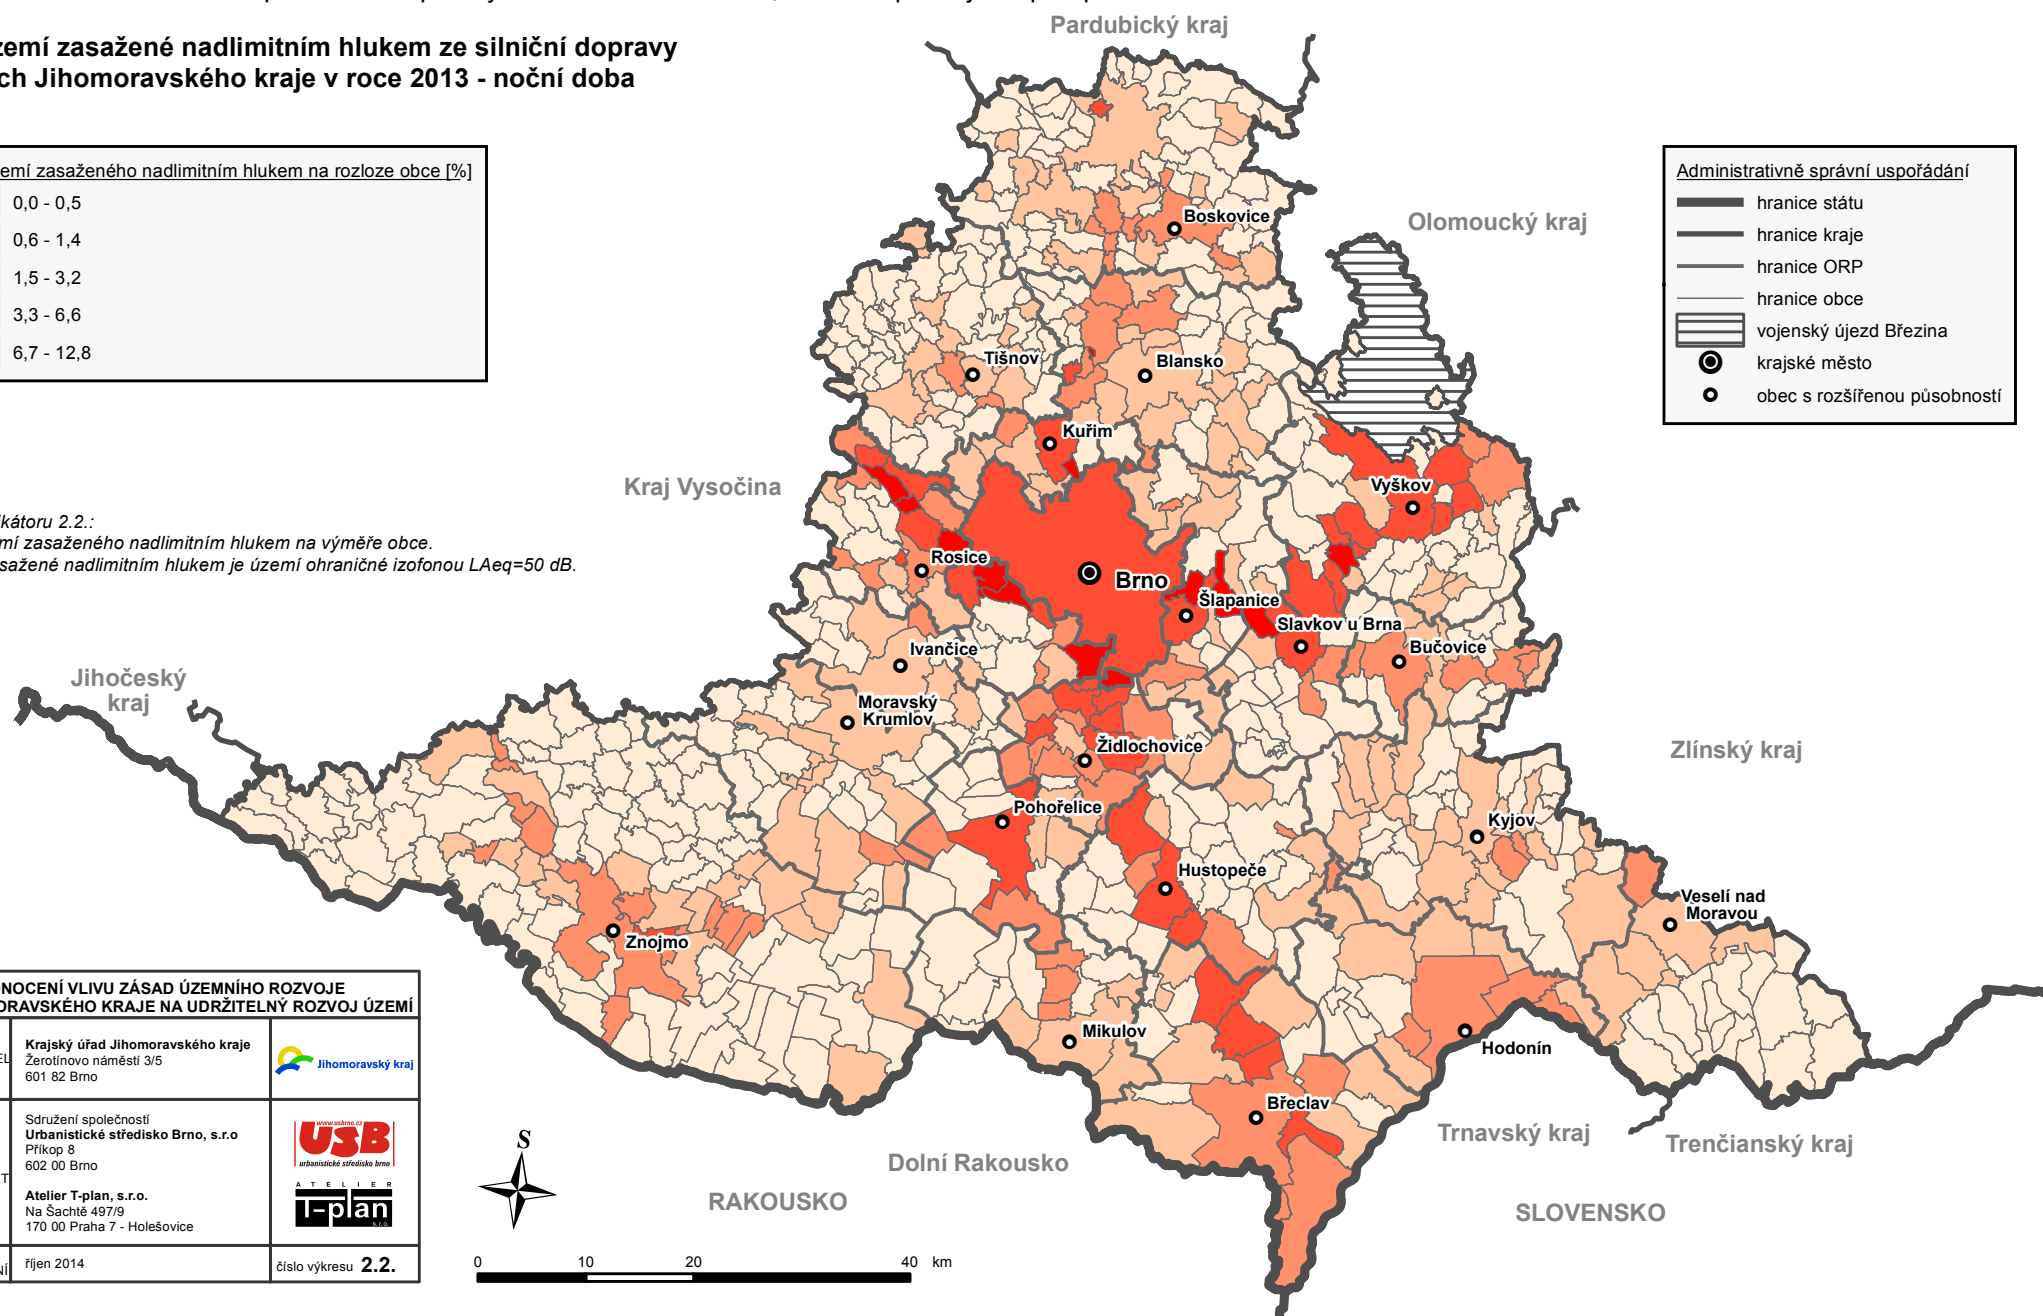 zemí zasažené nadlimitním hlukem ze silniční dopravy
ch Jihomoravského kraje v roce 2013 - noční doba
emí zasaženého nadlimitním hlukem na rozloze obce [%]
0,0 - 0,5
0,6 - 1,4
1,5 - 3,2
3,3 - 6,6
6,7 - 12,8
Administrativně správní uspořádání
hranice státu
hranice kraje
hranice ORP
hranice obce
vojenský újezd Březina
krajské město
obec s rozšířenou působností
kátoru 2.2.:
mí zasaženého nadlimitním hlukem na výměře obce.
sažené nadlimitním hlukem je území ohraničné izofonou LAeq=50 dB.
Pardubický kraj
Olomoucký kraj
Kraj Vysočina
Jihočeský
kraj
Zlínský kraj
Trnavský kraj
Trenčianský kraj
Dolní Rakousko
RAKOUSKO
SLOVENSKO
Boskovice
Tišnov
Blansko
Kuřim
Vyškov
Rosice
Brno
Šlapanice
Slavkov u Brna
Bučovice
Ivančice
Moravský
Krumlov
Židlochovice
Pohořelice
Kyjov
Hustopeče
Veselí nad
Moravou
Znojmo
Mikulov
Hodonín
Břeclav
NOCENÍ VLIVU ZÁSAD ÚZEMNÍHO ROZVOJE
ORAVSKÉHO KRAJE NA UDRŽITELNÝ ROZVOJ ÚZEMÍ
EL
Krajský úřad Jihomoravského kraje
Žerotínovo náměstí 3/5
601 82 Brno
Jihomoravský kraj
Sdružení společností
Urbanistické středisko Brno, s.r.o
Příkop 8
602 00 Brno
T
Atelier T-plan, s.r.o.
Na Šachtě 497/9
170 00 Praha 7 - Holešovice
www.usbrno.cz
USB
urbanistické středisko brno
ATELIER
T-plan
s.r.o.
NÍ
říjen 2014
číslo výkresu 2.2.
S
0 10 20 40 km